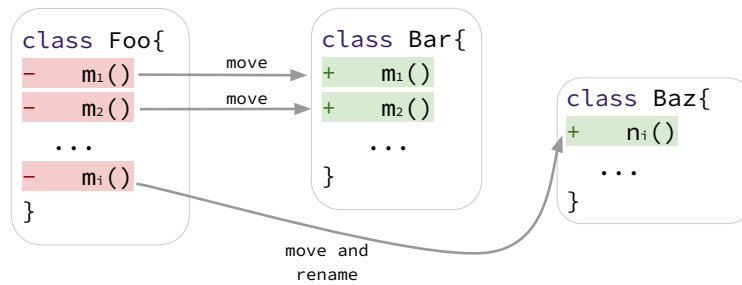 class Foo{
- m₁()
- m₂()
...
- mᵢ()
}
move
move
class Bar{
+ m₁()
+ m₂()
...
}
class Baz{
+ nᵢ()
...
}
move and
rename